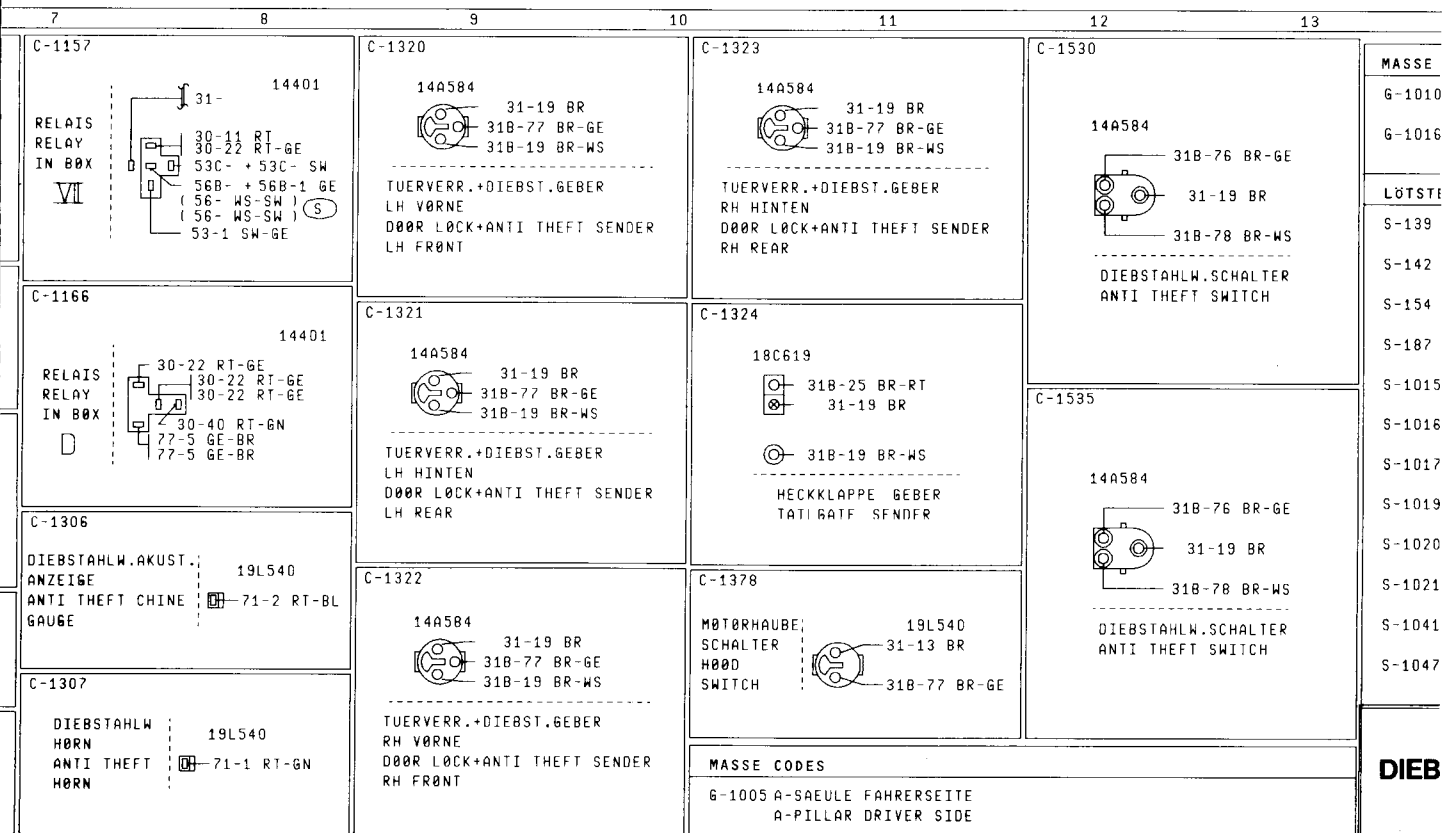 7 8 9 10 11 12 13
C-1157
14401
31-
RELAIS
RELAY
IN BØX
VII
30-11 RT
30-22 RT-GE
53C- + 53C- SW
56B- + 56B-1 GE
( 56- WS-SW )
( 56- WS-SW ) S
53-1 SW-GE
C-1166
14401
RELAIS
RELAY
IN BØX
D
30-22 RT-GE
30-22 RT-GE
30-22 RT-GE
30-40 RT-GN
77-5 GE-BR
77-5 GE-BR
C-1306
DIEBSTAHLW.AKUST.
ANZEIGE
ANTI THEFT CHINE
GAUGE
19L540
71-2 RT-BL
C-1307
DIEBSTAHLW
HØRN
ANTI THEFT
HØRN
19L540
71-1 RT-GN
C-1320
14A584
31-19 BR
31B-77 BR-GE
31B-19 BR-WS
TUERVERR.+DIEBST.GEBER
LH VØRNE
DØØR LØCK+ANTI THEFT SENDER
LH FRØNT
C-1321
14A584
31-19 BR
31B-77 BR-GE
31B-19 BR-WS
TUERVERR.+DIEBST.GEBER
LH HINTEN
DØØR LØCK+ANTI THEFT SENDER
LH REAR
C-1322
14A584
31-19 BR
31B-77 BR-GE
31B-19 BR-WS
TUERVERR.+DIEBST.GEBER
RH VØRNE
DØØR LØCK+ANTI THEFT SENDER
RH FRØNT
C-1323
14A584
31-19 BR
31B-77 BR-GE
31B-19 BR-WS
TUERVERR.+DIEBST.GEBER
RH HINTEN
DØØR LØCK+ANTI THEFT SENDER
RH REAR
C-1324
18C619
31B-25 BR-RT
31-19 BR
31B-19 BR-WS
HECKKLAPPE GEBER
TAILGATE SENDER
C-1378
MØTØRHAUBE
SCHALTER
HØØD
SWITCH
19L540
31-13 BR
31B-77 BR-GE
MASSE CODES
G-1005 A-SAEULE FAHRERSEITE
A-PILLAR DRIVER SIDE
C-1530
14A584
31B-76 BR-GE
31-19 BR
31B-78 BR-WS
DIEBSTAHLW.SCHALTER
ANTI THEFT SWITCH
C-1535
14A584
31B-76 BR-GE
31-19 BR
31B-78 BR-WS
DIEBSTAHLW.SCHALTER
ANTI THEFT SWITCH
MASSE
G-1010
G-1016
LÖTSTE
S-139
S-142
S-154
S-187
S-1015
S-1016
S-1017
S-1019
S-1020
S-1021
S-1041
S-1047
DIEB